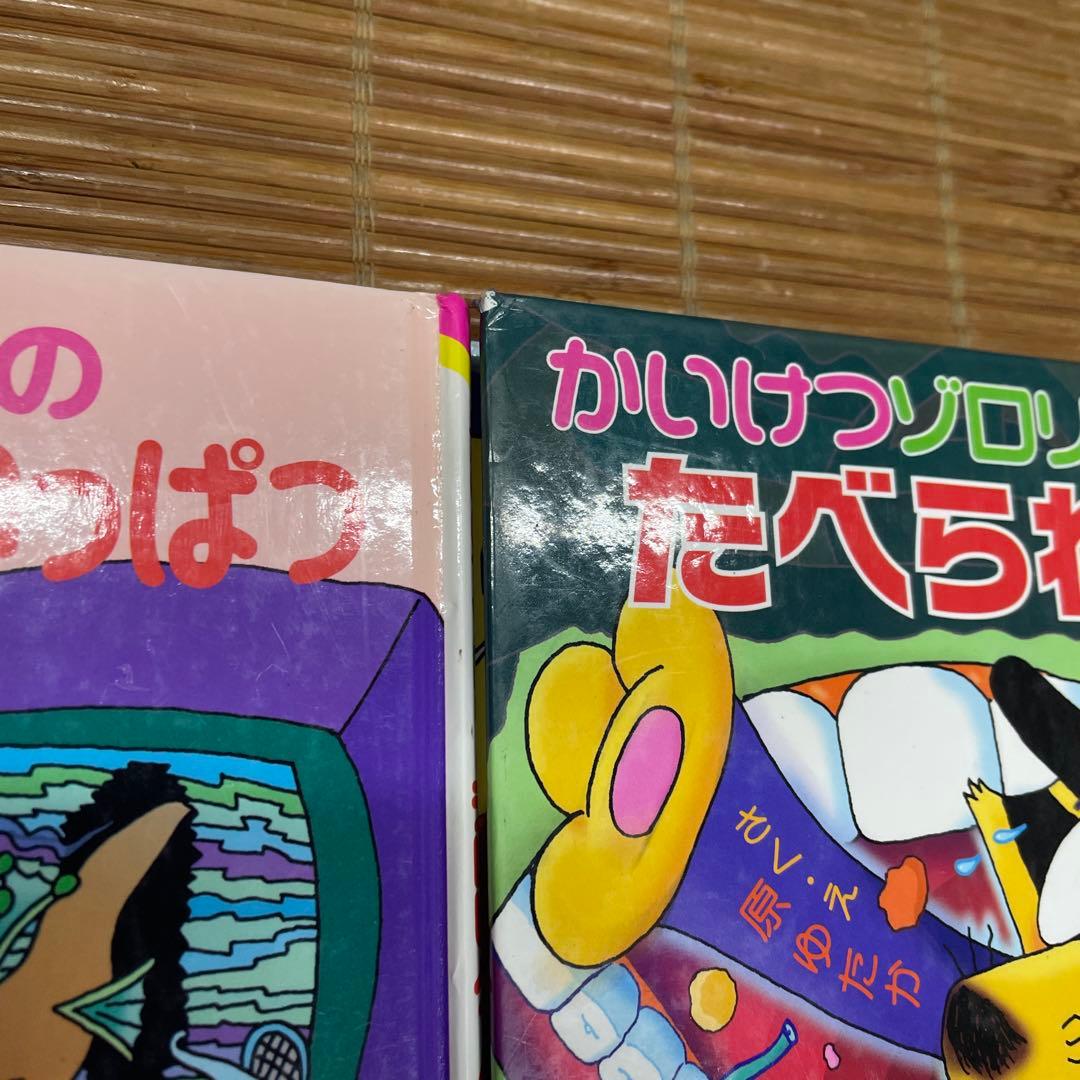 の
っぱつ
かいけつゾロリ
たべられ
さく・え
原ゆたか